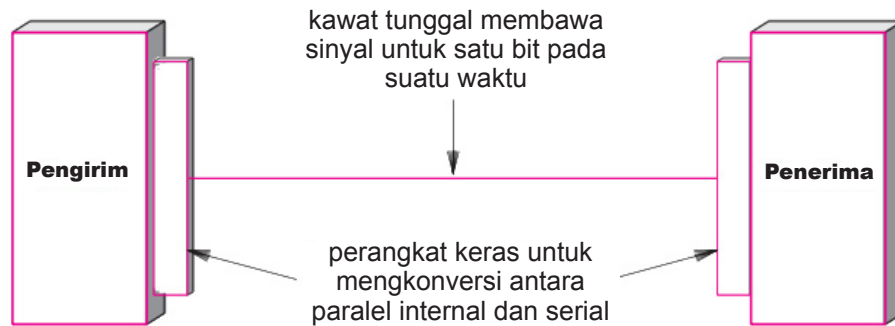 kawat tunggal membawa
sinyal untuk satu bit pada
suatu waktu
Pengirim
Penerima
perangkat keras untuk
mengkonversi antara
paralel internal dan serial